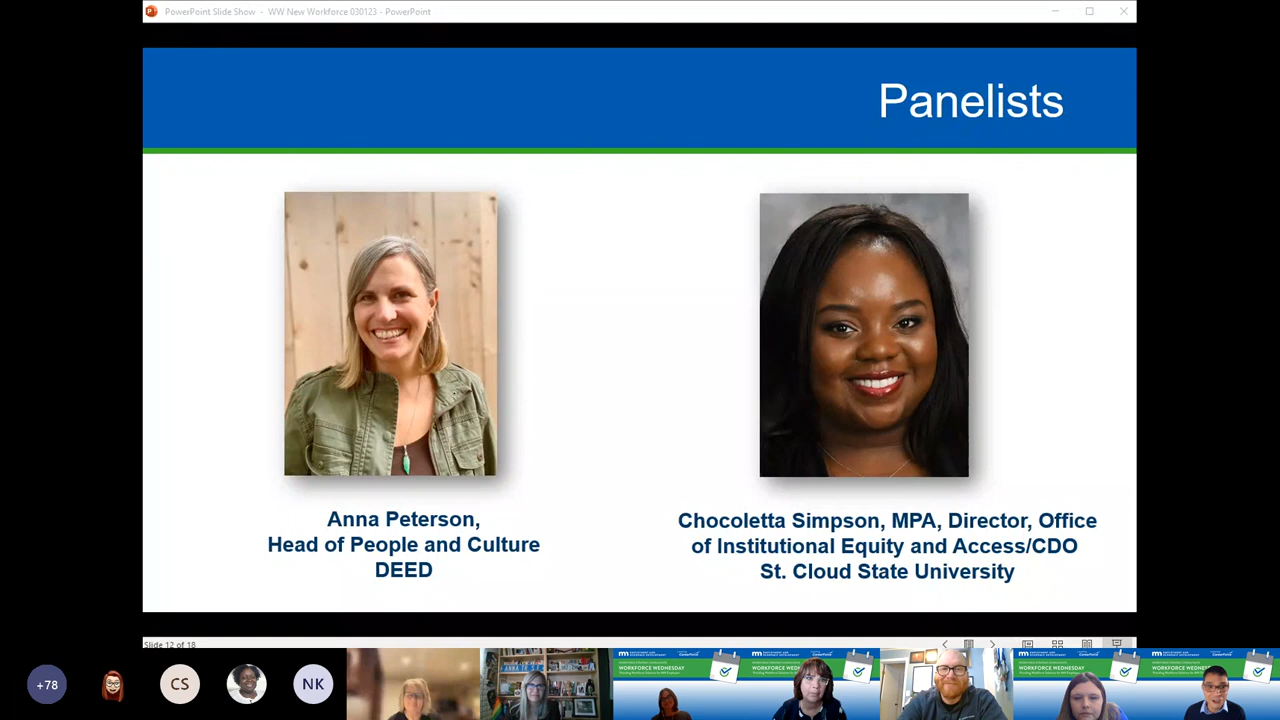 PowerPoint Slide Show - WW New Workforce 030123 - PowerPoint
Panelists
Anna Peterson,
Head of People and Culture
DEED
Chocoletta Simpson, MPA, Director, Office
of Institutional Equity and Access/CDO
St. Cloud State University
Slide 12 of 18
+78
CS
NK
WORKFORCE WEDNESDAY
WORKFORCE WEDNESDAY
WORKFORCE WEDNESDAY
WORKFORCE WEDNESDAY